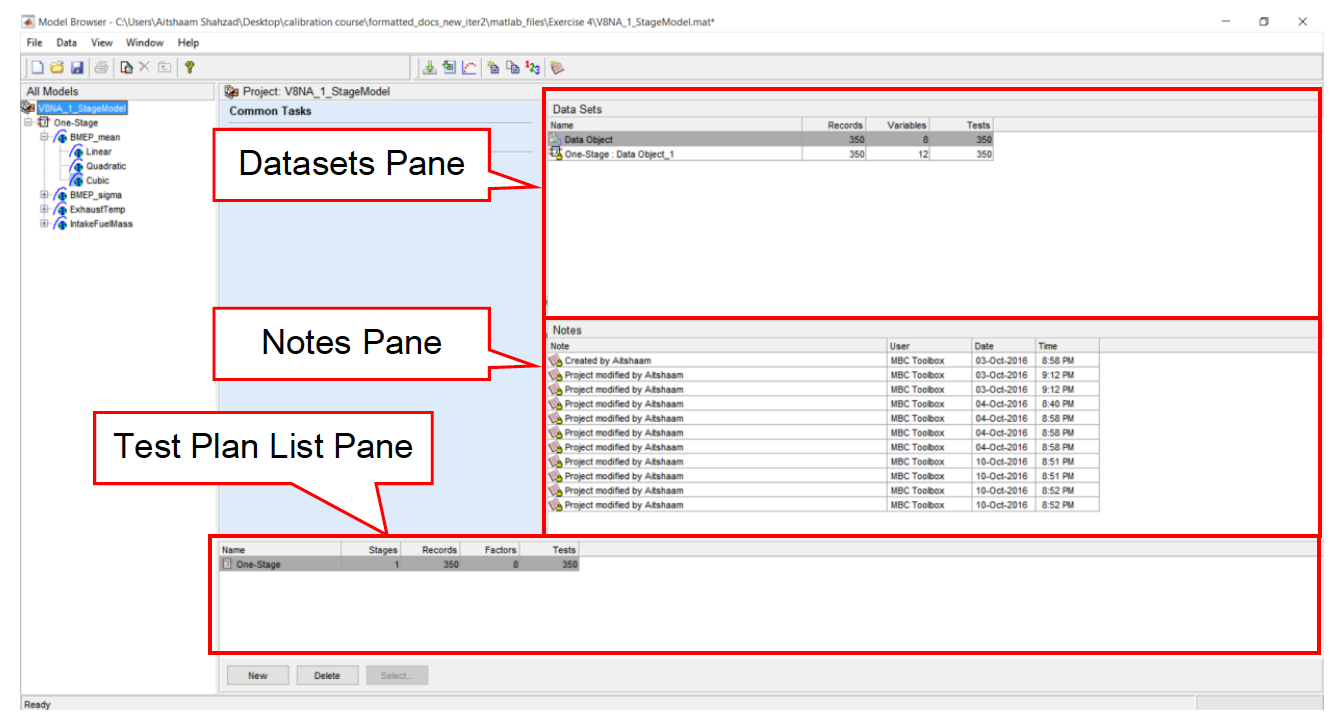 Model Browser - C:\Users\Aitshaam Shahzad\Desktop\calibration course\formatted_docs_new_iter2\matlab_files\Exercise 4\V8NA_1_StageModel.mat*
File Data View Window Help
All Models
V8NA_1_StageModel
One-Stage
BMEP_mean
Linear
Quadratic
Cubic
BMEP_sigma
ExhaustTemp
IntakeFuelMass
Project: V8NA_1_StageModel
Common Tasks
Datasets Pane
Notes Pane
Test Plan List Pane
Data Sets
Name Records Variables Tests
Data Object 350 8 350
One-Stage : Data Object_1 350 12 350
Notes
Note User Date Time
Created by Aitshaam MBC Toolbox 03-Oct-2016 8:58 PM
Project modified by Aitshaam MBC Toolbox 03-Oct-2016 9:12 PM
Project modified by Aitshaam MBC Toolbox 03-Oct-2016 9:12 PM
Project modified by Aitshaam MBC Toolbox 04-Oct-2016 8:40 PM
Project modified by Aitshaam MBC Toolbox 04-Oct-2016 8:58 PM
Project modified by Aitshaam MBC Toolbox 04-Oct-2016 8:58 PM
Project modified by Aitshaam MBC Toolbox 04-Oct-2016 8:58 PM
Project modified by Aitshaam MBC Toolbox 10-Oct-2016 8:51 PM
Project modified by Aitshaam MBC Toolbox 10-Oct-2016 8:51 PM
Project modified by Aitshaam MBC Toolbox 10-Oct-2016 8:52 PM
Project modified by Aitshaam MBC Toolbox 10-Oct-2016 8:52 PM
Name Stages Records Factors Tests
One-Stage 1 350 8 350
New Delete Select...
Ready